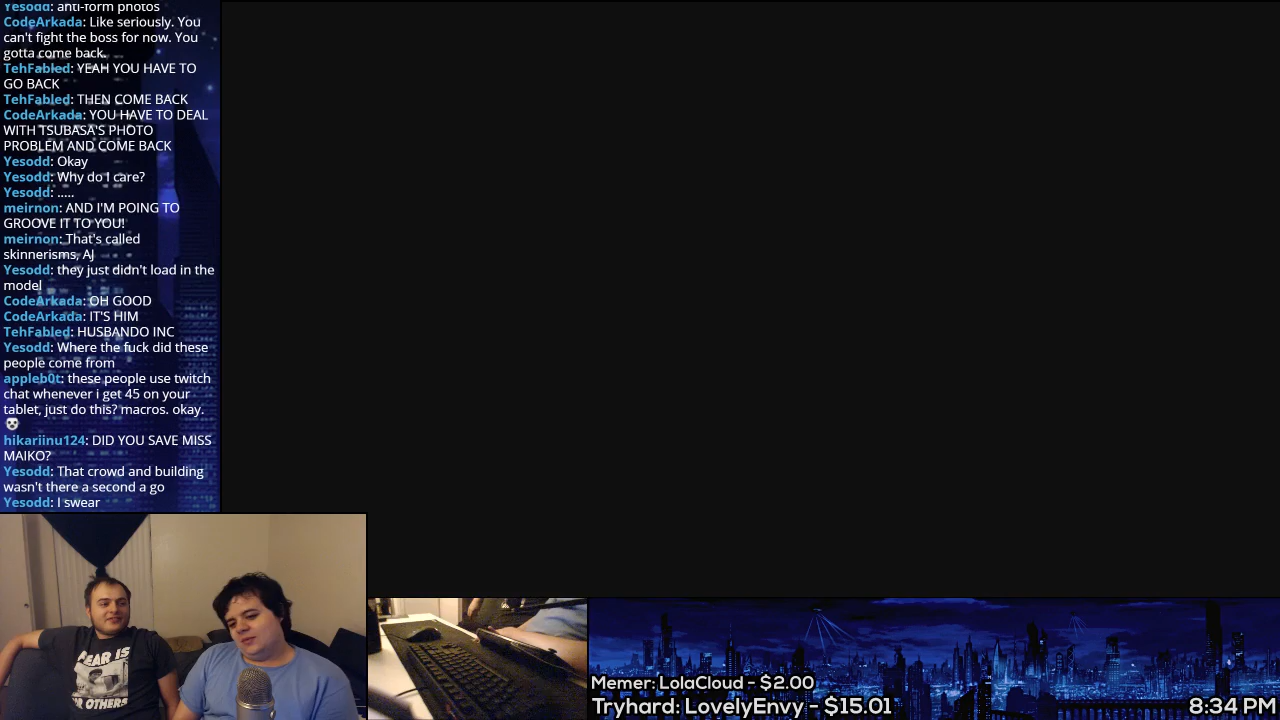 Yesodd: anti-form photos
CodeArkada: Like seriously. You
can't fight the boss for now. You
gotta come back.
TehFabled: YEAH YOU HAVE TO
GO BACK
TehFabled: THEN COME BACK
CodeArkada: YOU HAVE TO DEAL
WITH TSUBASA'S PHOTO
PROBLEM AND COME BACK
Yesodd: Okay
Yesodd: Why do I care?
Yesodd: .....
meirnon: AND I'M POING TO
GROOVE IT TO YOU!
meirnon: That's called
skinnerisms, AJ
Yesodd: they just didn't load in the
model
CodeArkada: OH GOOD
CodeArkada: IT'S HIM
TehFabled: HUSBANDO INC
Yesodd: Where the fuck did these
people come from
appleb0t: these people use twitch
chat whenever i get 45 on your
tablet, just do this? macros. okay.
hikariinu124: DID YOU SAVE MISS
MAIKO?
Yesodd: That crowd and building
wasn't there a second a go
Yesodd: I swear
FEAR IS
FOR OTHERS
Memer: LolaCloud - $2.00
Tryhard: LovelyEnvy - $15.01
8:34 PM